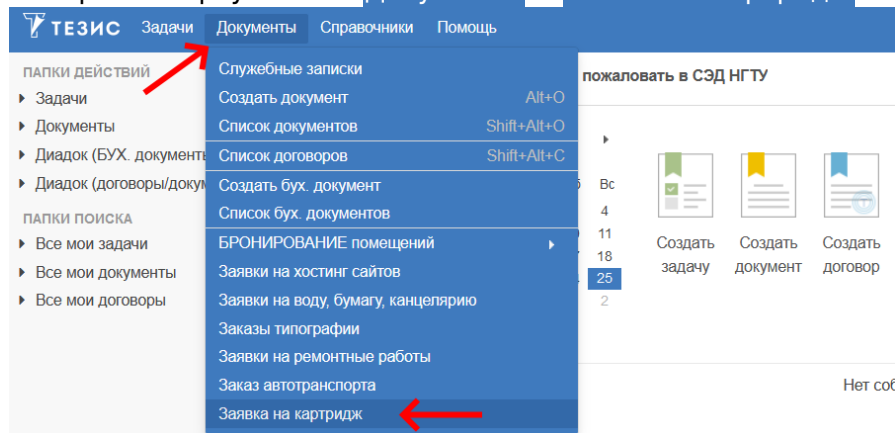 ТЕЗИС Задачи Документы Справочники Помощь
ПАПКИ ДЕЙСТВИЙ
Задачи
Документы
Диадок (БУХ. документы
Диадок (договоры/докум
ПАПКИ ПОИСКА
Все мои задачи
Все мои документы
Все мои договоры
Служебные записки
Создать документ Alt+O
Список документов Shift+Alt+O
Список договоров Shift+Alt+C
Создать бух. документ
Список бух. документов
БРОНИРОВАНИЕ помещений
Заявки на хостинг сайтов
Заявки на воду, бумагу, канцелярию
Заказы типографии
Заявки на ремонтные работы
Заказ автотранспорта
Заявка на картридж
пожаловать в СЭД НГТУ
Вс
4
11
18
25
2
Создать задачу
Создать документ
Создать договор
Нет соб